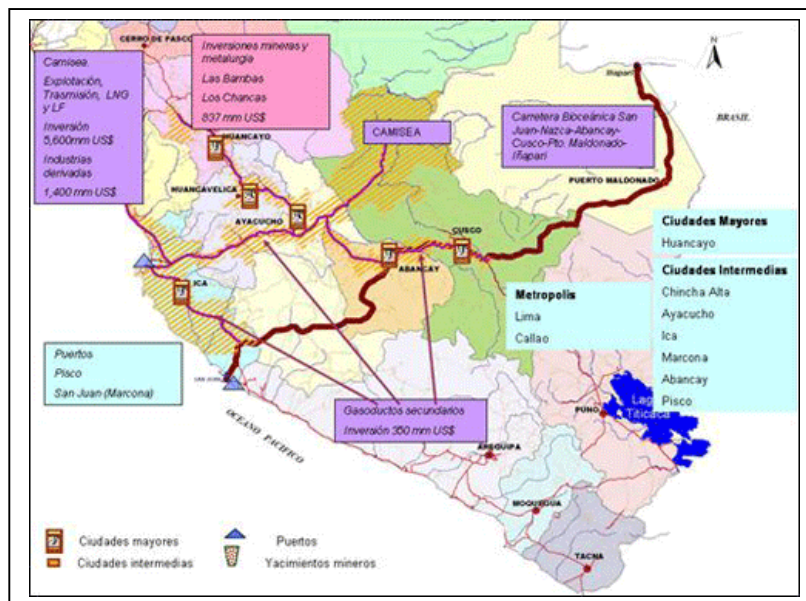 CERRO DE PASCO
Camisea.
Explotación,
Trasmisión, LNG
y LF
Inversión
5,600mm US$
Industrias
derivadas
1,400 mm US$
Inversiones mineras y
metalurgia
Las Bambas
Los Chancas
837 mm US$
HUANCAYO
CAMISEA
Iñapari
N
BRASIL
Carretera Bioceánica San
Juan-Nazca-Abancay-
Cusco-Pto. Maldonado-
Iñapari
PUERTO MALDONADO
HUANCAVELICA
AYACUCHO
CUSCO
ABANCAY
ICA
Ciudades Mayores
Huancayo
Ciudades Intermedias
Chincha Alta
Ayacucho
Ica
Marcona
Abancay
Pisco
Metropolis
Lima
Callao
Puertos
Pisco
San Juan (Marcona)
SAN JUAN
OCEANO PACIFICO
Gasoductos secundarios
Inversión 350 mm US$
PUNO
Lag
Titicaca
AREQUIPA
MOQUEGUA
TACNA
Ciudades mayores
Ciudades intermedias
Puertos
Yacimientos mineros